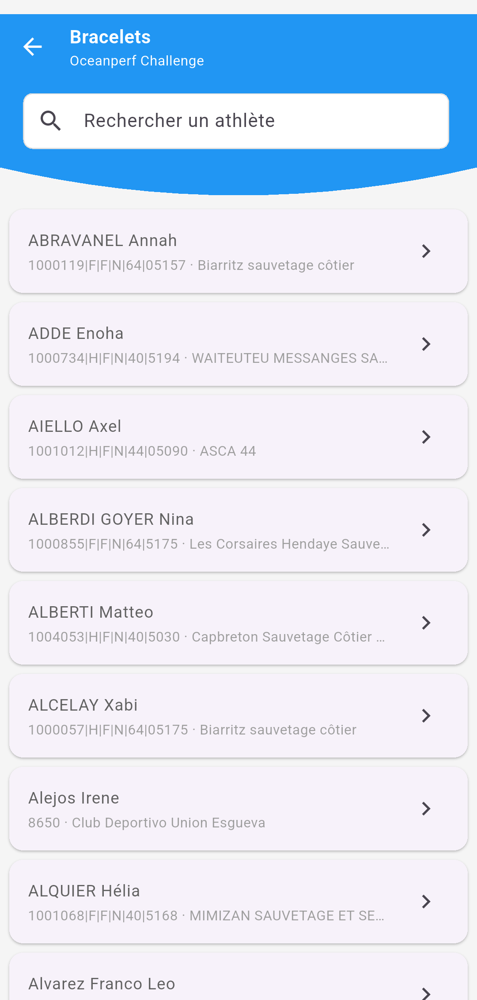 Bracelets
Oceanperf Challenge
Rechercher un athlète
ABRAVANEL Annah
1000119|F|F|N|64|05157 · Biarritz sauvetage côtier
ADDE Enoha
1000734|H|F|N|40|5194 · WAITEUTEU MESSANGES SA...
AIELLO Axel
1001012|H|F|N|44|05090 · ASCA 44
ALBERDI GOYER Nina
1000855|F|F|N|64|5175 · Les Corsaires Hendaye Sauve...
ALBERTI Matteo
1004053|H|F|N|40|5030 · Capbreton Sauvetage Côtier ...
ALCELAY Xabi
1000057|H|F|N|64|05175 · Biarritz sauvetage côtier
Alejos Irene
8650 · Club Deportivo Union Esgueva
ALQUIER Hélia
1001068|F|F|N|40|5168 · MIMIZAN SAUVETAGE ET SE...
Alvarez Franco Leo